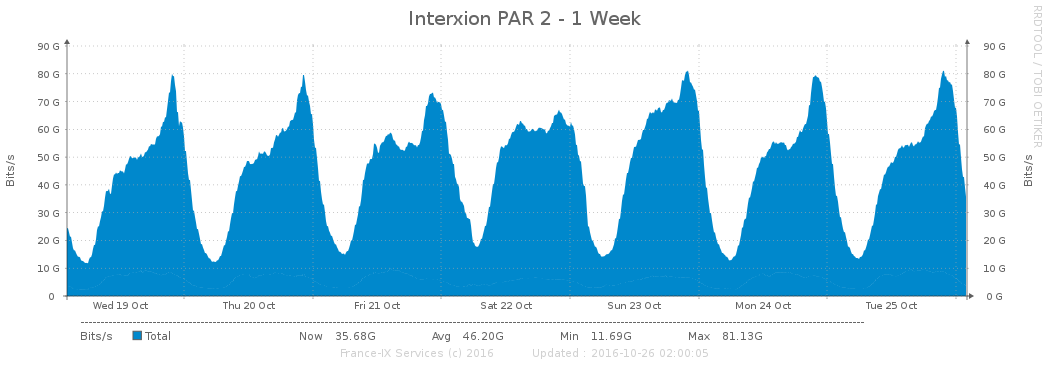 Interxion PAR 2 - 1 Week
RRDTOOL / TOBI OETIKER
90 G 90 G
80 G 80 G
70 G 70 G
60 G 60 G
50 G 50 G
40 G 40 G
30 G 30 G
20 G 20 G
10 G 10 G
0 0 G
Bits/s
Bits/s
Wed 19 Oct Thu 20 Oct Fri 21 Oct Sat 22 Oct Sun 23 Oct Mon 24 Oct Tue 25 Oct
Bits/s Total Now 35.68G Avg 46.20G Min 11.69G Max 81.13G
France-IX Services (c) 2016 Updated : 2016-10-26 02:00:05